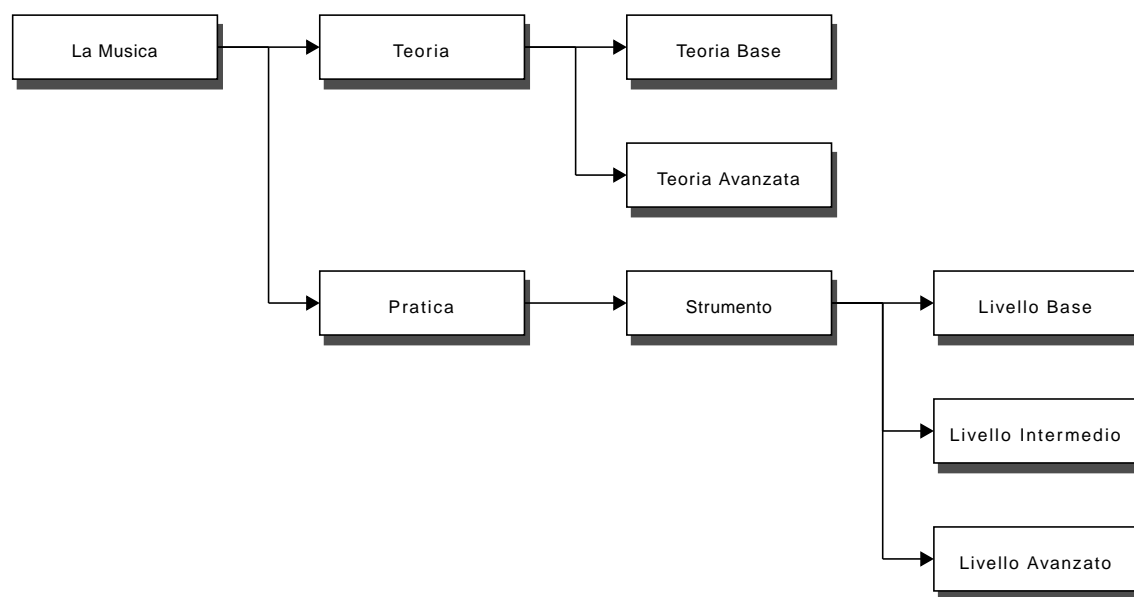 La Musica
Teoria
Teoria Base
Teoria Avanzata
Pratica
Strumento
Livello Base
Livello Intermedio
Livello Avanzato